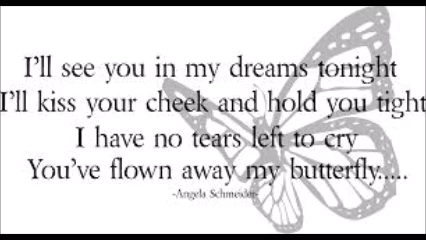 I'll see you in my dreams tonight
I'll kiss your cheek and hold you tight
I have no tears left to cry
You've flown away my butterfly.....
-Angela Schmeider-